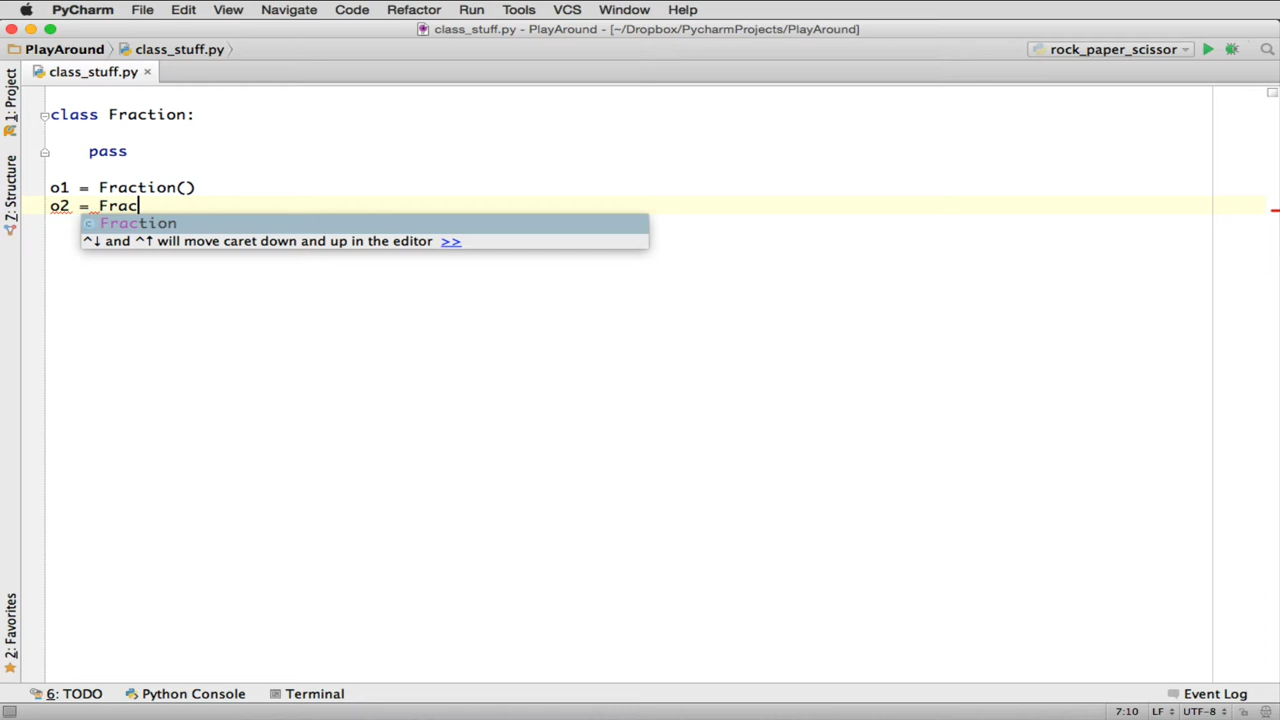 PyCharm File Edit View Navigate Code Refactor Run Tools VCS Window Help
class_stuff.py - PlayAround - [~/Dropbox/PycharmProjects/PlayAround]
PlayAround class_stuff.py rock_paper_scissor
class_stuff.py ×
1: Project
Z: Structure
2: Favorites
class Fraction:
pass
o1 = Fraction()
o2 = Frac
c Fraction
^↓ and ^↑ will move caret down and up in the editor >>
6: TODO Python Console Terminal Event Log
7:10 LF UTF-8